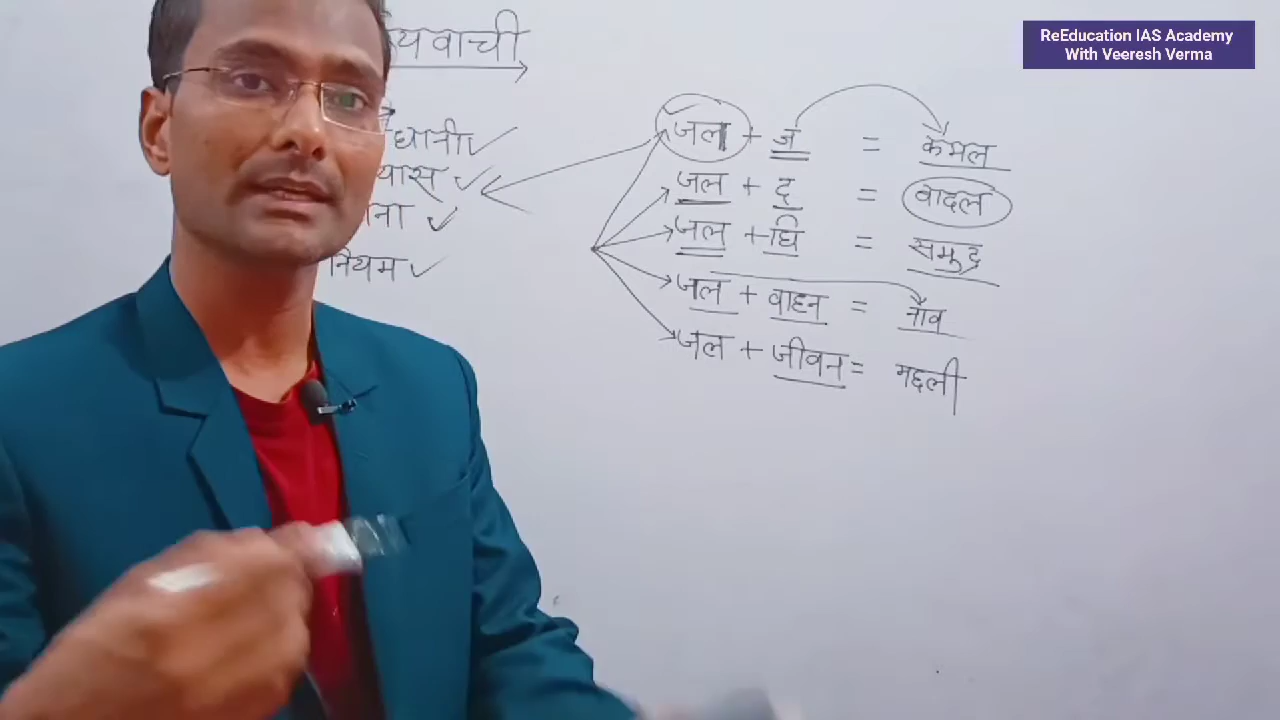 ReEducation IAS Academy
With Veeresh Verma
यवाची
धानी
यास
ना
नियम
जल + ज = कमल
जल + द = बादल
जल + धि = समुद्र
जल + वाहन = नाव
जल + जीवन = मछली